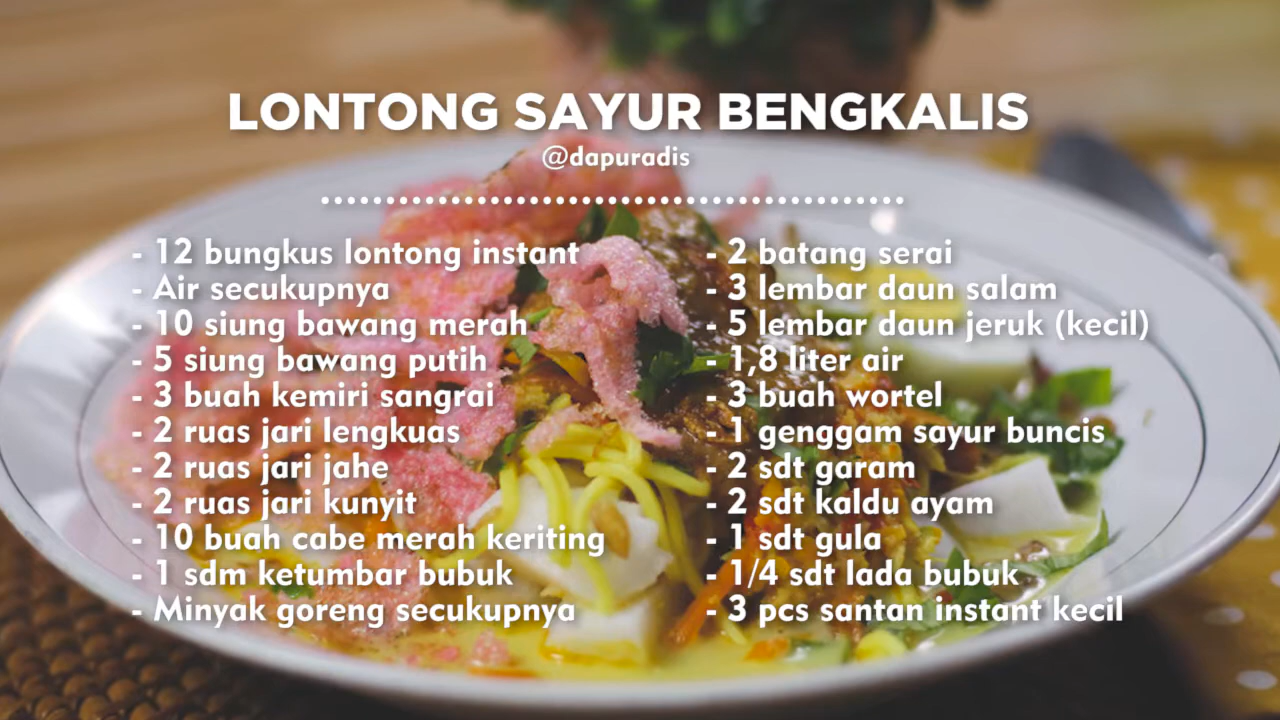 LONTONG SAYUR BENGKALIS
@dapuradis
- 12 bungkus lontong instant
- Air secukupnya
- 10 siung bawang merah
- 5 siung bawang putih
- 3 buah kemiri sangrai
- 2 ruas jari lengkuas
- 2 ruas jari jahe
- 2 ruas jari kunyit
- 10 buah cabe merah keriting
- 1 sdm ketumbar bubuk
- Minyak goreng secukupnya
- 2 batang serai
- 3 lembar daun salam
- 5 lembar daun jeruk (kecil)
- 1,8 liter air
- 3 buah wortel
- 1 genggam sayur buncis
- 2 sdt garam
- 2 sdt kaldu ayam
- 1 sdt gula
- 1/4 sdt lada bubuk
- 3 pcs santan instant kecil